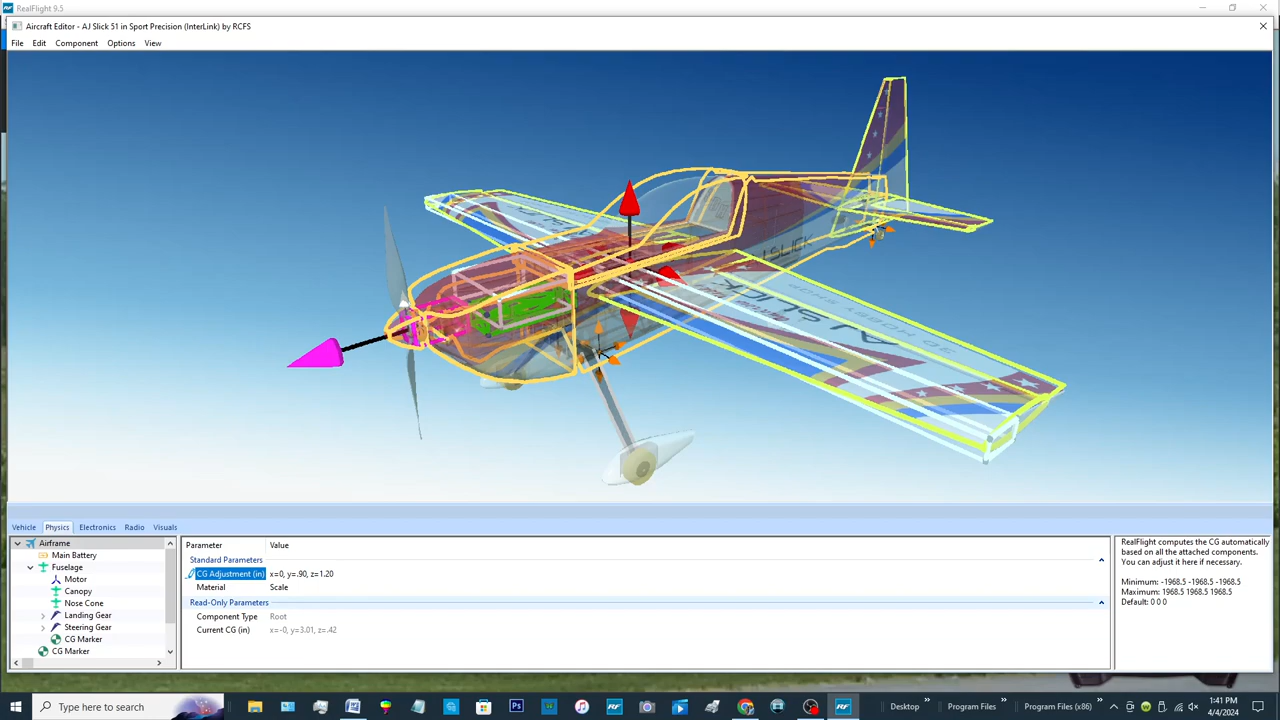 RealFlight 9.5
Aircraft Editor - AJ Slick 51 in Sport Precision (InterLink) by RCFS
File Edit Component Options View
J SLICK
AJ SLICK
3D HOBBY SHOP
Vehicle Physics Electronics Radio Visuals
Airframe
Main Battery
Fuselage
Motor
Canopy
Nose Cone
Landing Gear
Steering Gear
CG Marker
CG Marker
Parameter Value
Standard Parameters
CG Adjustment (in) x=0, y=.90, z=1.20
Material Scale
Read-Only Parameters
Component Type Root
Current CG (in) x=-0, y=3.01, z=.42
RealFlight computes the CG automatically
based on all the attached components.
You can adjust it here if necessary.
Minimum: -1968.5 -1968.5 -1968.5
Maximum: 1968.5 1968.5 1968.5
Default: 0 0 0
Type here to search
Desktop
Program Files
Program Files (x86)
1:41 PM
4/4/2024